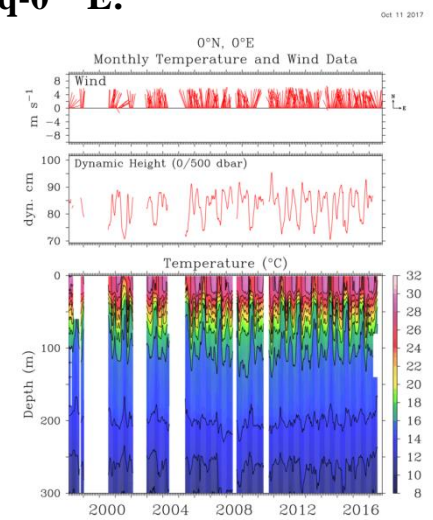 q-0 E.
Oct 11 2017
0°N, 0°E
Monthly Temperature and Wind Data
Wind
8
4
0
−4
−8
m s⁻¹
N
E
Dynamic Height (0/500 dbar)
100
90
80
70
dyn. cm
Temperature (°C)
0
100
200
300
Depth (m)
32
30
28
26
24
22
20
18
16
14
12
10
8
2000 2004 2008 2012 2016